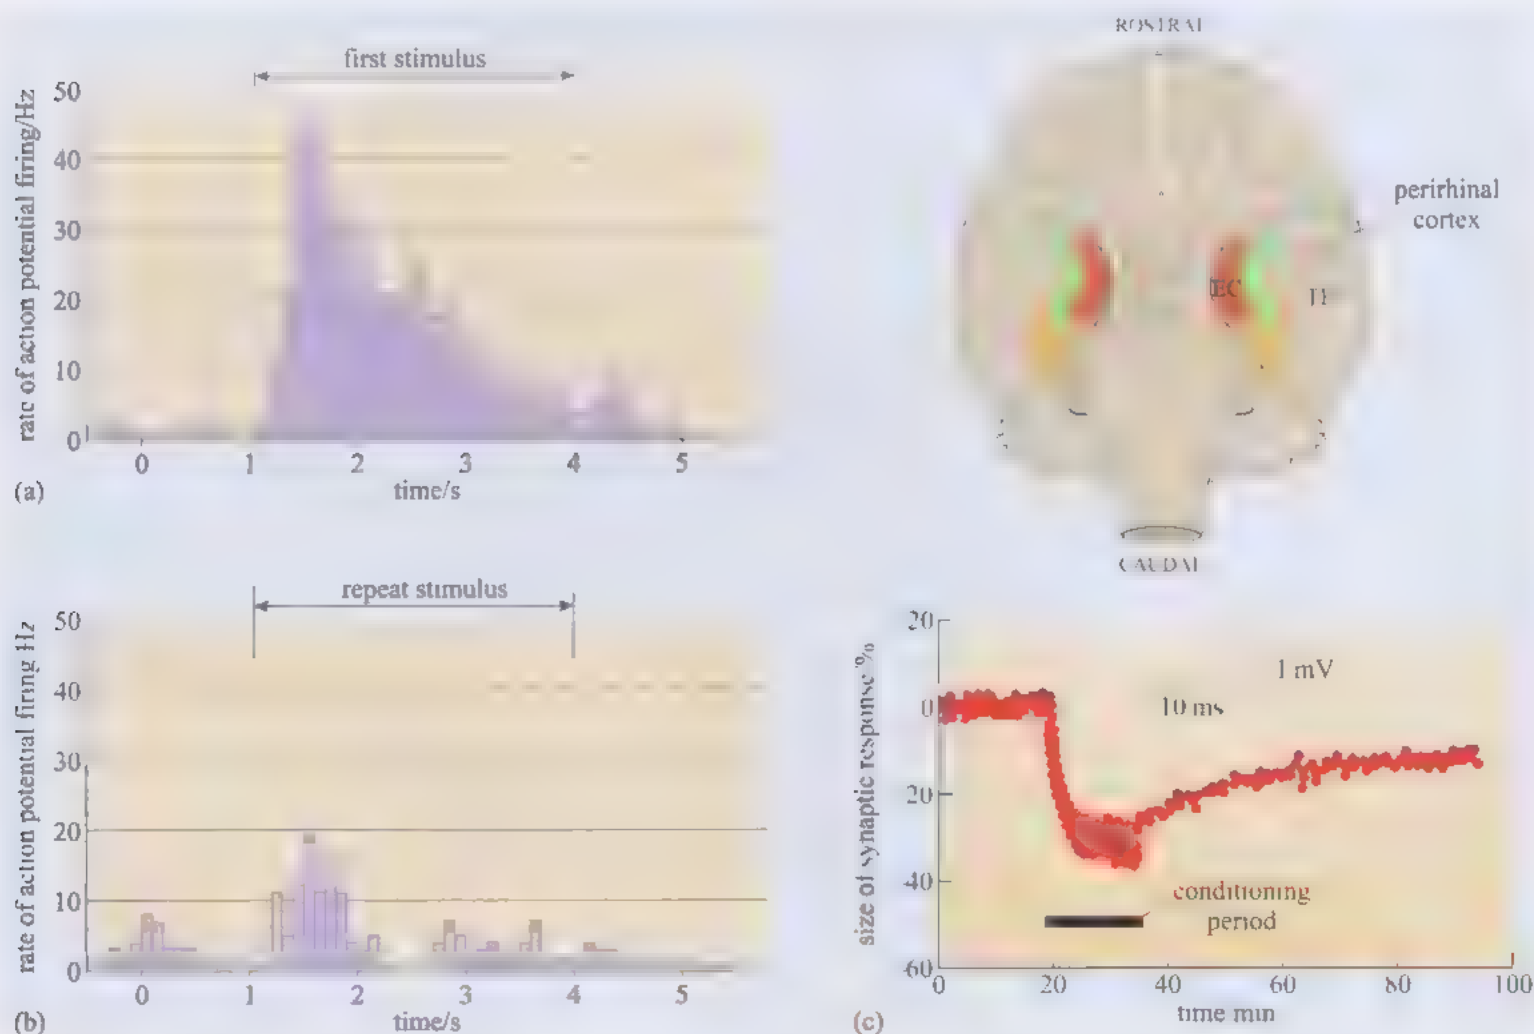 first stimulus
50
40
30
20
10
0
rate of action potential firing/Hz
0 1 2 3 4 5
time/s
(a)
ROSTRAL
perirhinal
cortex
EC
CAUDAL
repeat stimulus
50
40
30
20
10
0
rate of action potential firing Hz
0 1 2 3 4 5
time/s
(b)
20
0
20
-40
-60
size of synaptic response %
1 mV
10 ms
conditioning
period
0 20 40 60 80 100
time min
(c)